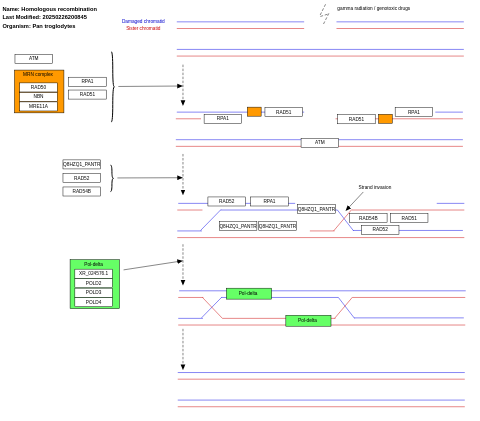 Name: Homologous recombination
Last Modified: 20250226200845
Organism: Pan troglodytes
gamma radiation / genotoxic drugs
Damaged chromatid
Sister chromatid
ATM
MRN complex
RAD50
NBN
MRE11A
RPA1
RAD51
RPA1
RAD51
RAD51
RPA1
ATM
Q8HZQ1_PANTR
RAD52
RAD54B
Strand invasion
RAD52
RPA1
Q8HZQ1_PANTR
Q8HZQ1_PANTR
Q8HZQ1_PANTR
RAD54B
RAD51
RAD52
Pol-delta
XR_024576.1
POLD2
POLD3
POLD4
Pol-delta
Pol-delta